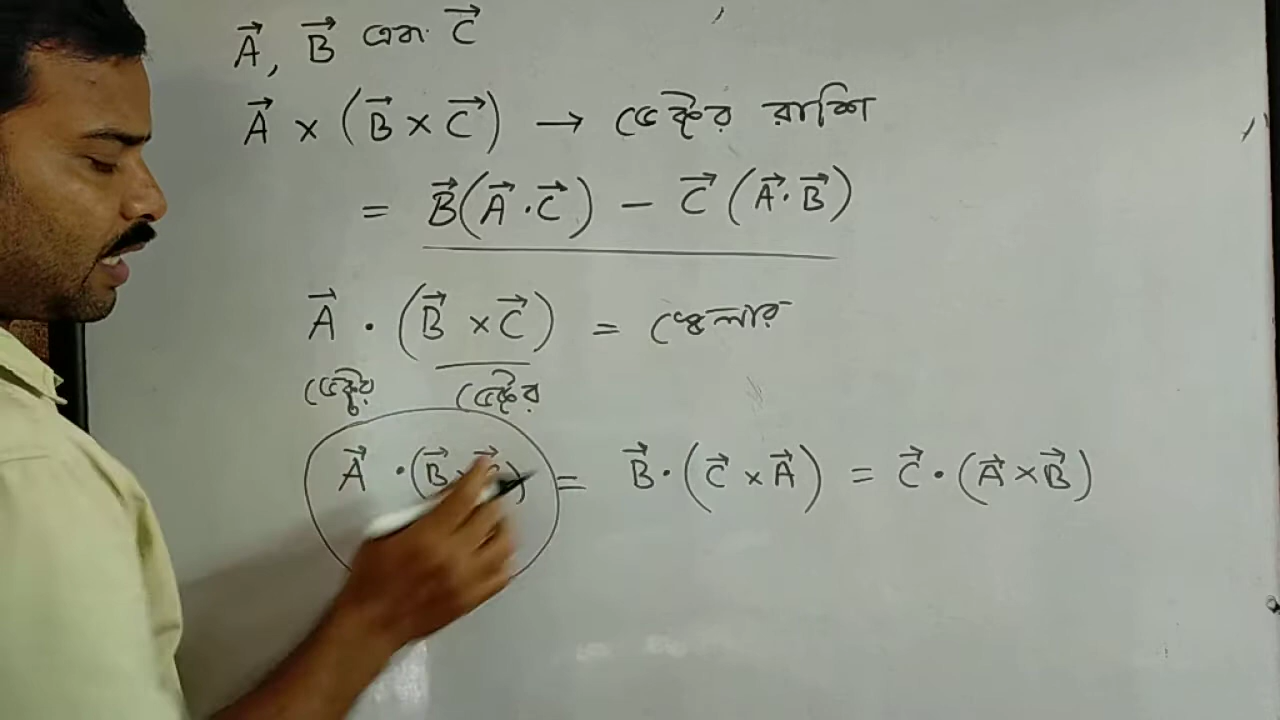 A⃗, B⃗ এবং C⃗
A⃗ × (B⃗ × C⃗) → ভেক্টর রাশি
= B⃗(A⃗ · C⃗) − C⃗(A⃗ · B⃗)
A⃗ · (B⃗ × C⃗) = স্কেলার
ভেক্টর ভেক্টর
A⃗ · (B⃗ × C⃗) = B⃗ · (C⃗ × A⃗) = C⃗ · (A⃗ × B⃗)